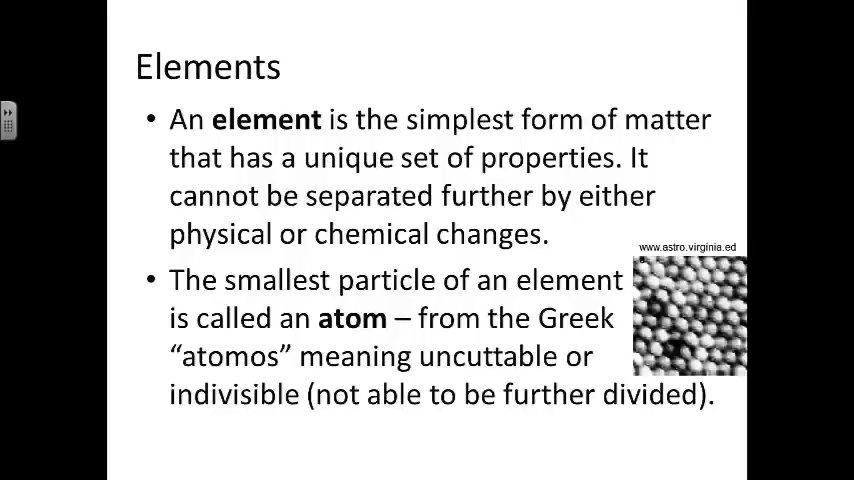 Elements
• An element is the simplest form of matter
that has a unique set of properties. It
cannot be separated further by either
physical or chemical changes.
www.astro.virginia.ed
• The smallest particle of an element
is called an atom – from the Greek
“atomos” meaning uncuttable or
indivisible (not able to be further divided).